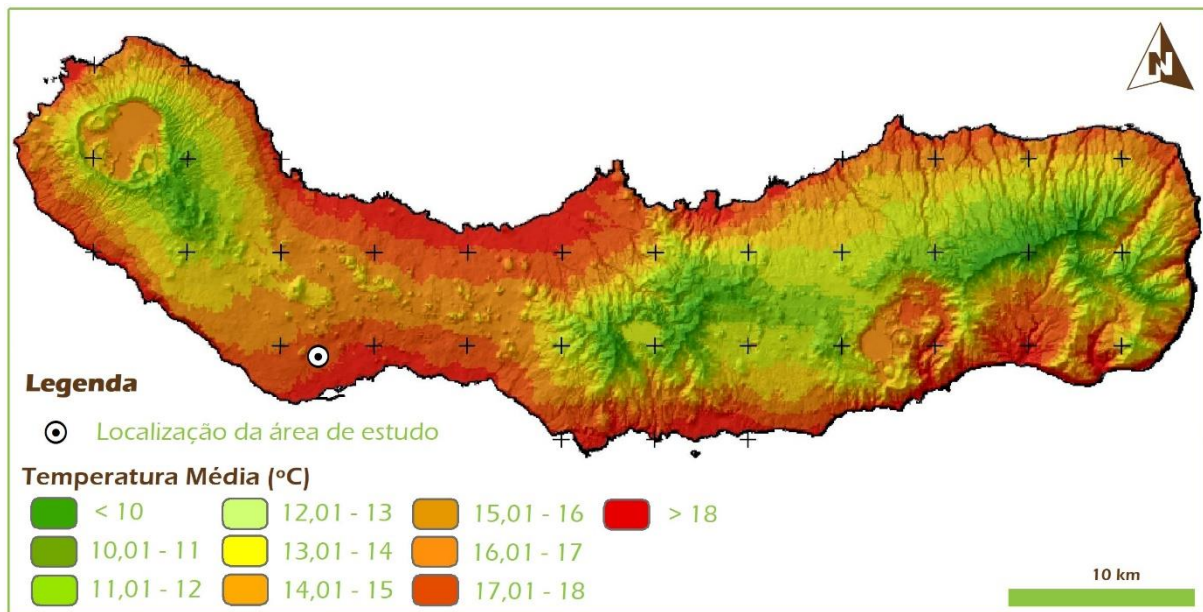 N
Legenda
Localização da área de estudo
Temperatura Média (ºC)
< 10
12,01 - 13
15,01 - 16
> 18
10,01 - 11
13,01 - 14
16,01 - 17
11,01 - 12
14,01 - 15
17,01 - 18
10 km